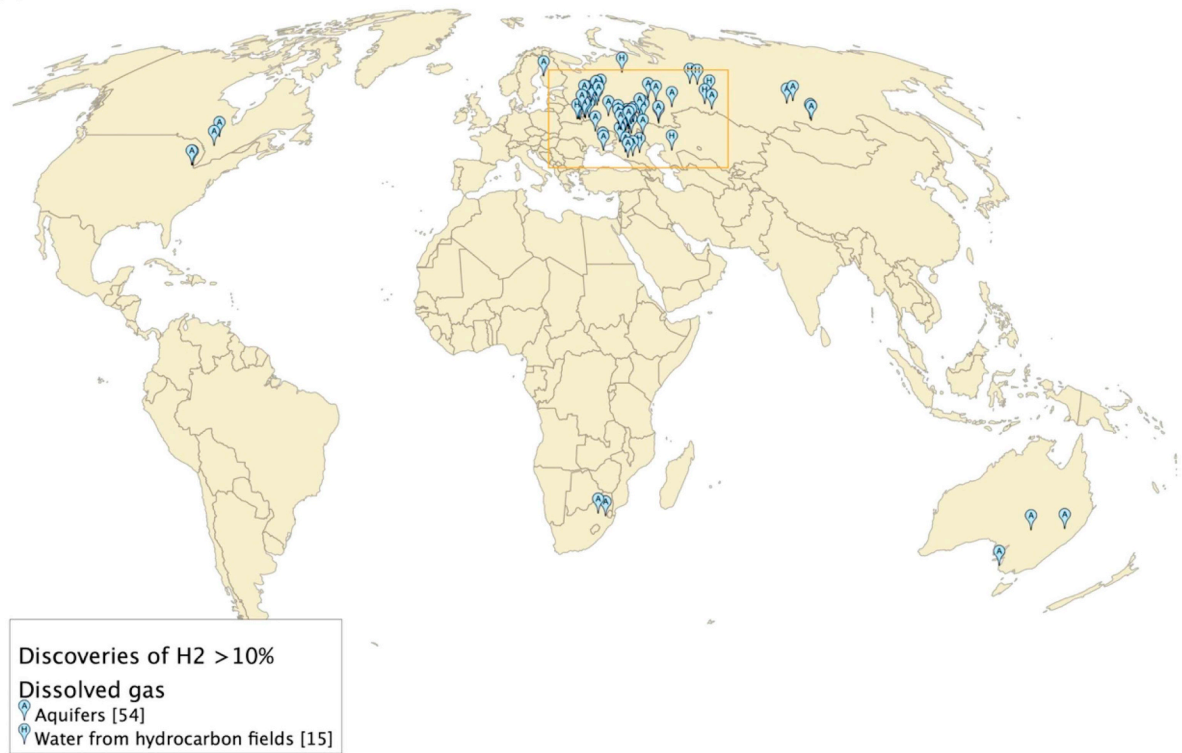 Discoveries of H2 >10%
Dissolved gas
A Aquifers [54]
H Water from hydrocarbon fields [15]